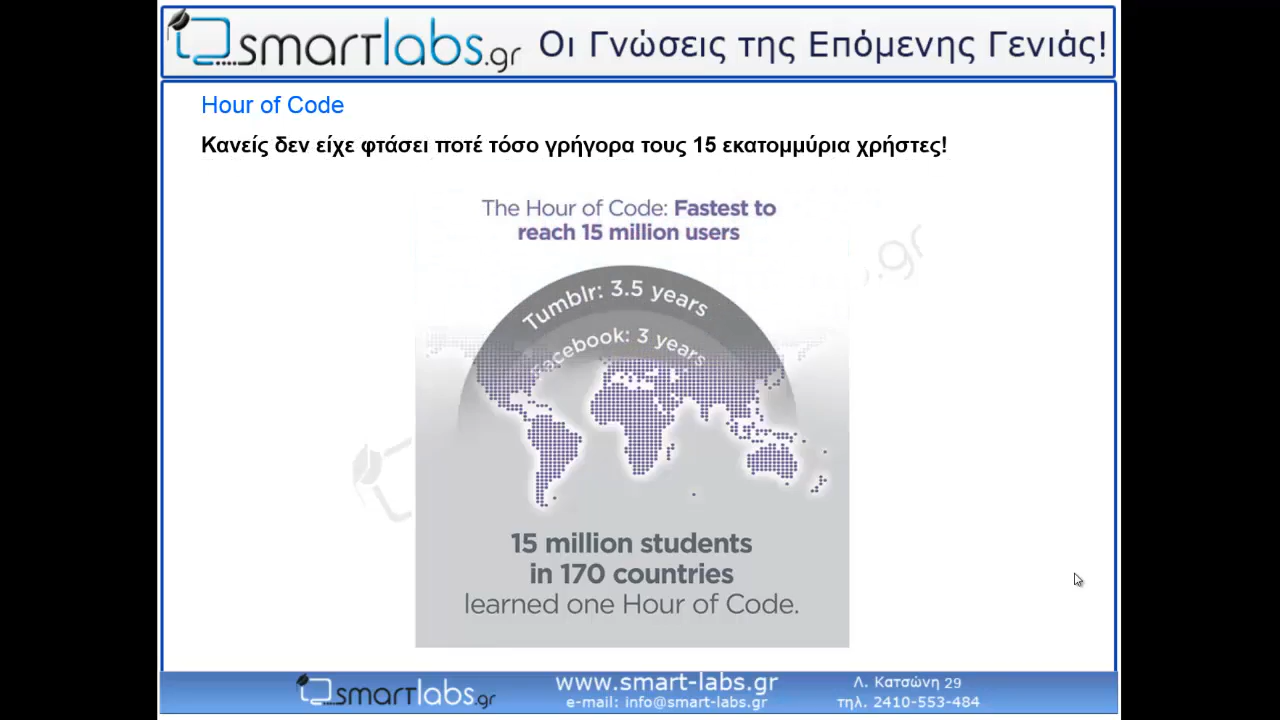 smartlabs.gr Οι Γνώσεις της Επόμενης Γενιάς!
Hour of Code
Κανείς δεν είχε φτάσει ποτέ τόσο γρήγορα τους 15 εκατομμύρια χρήστες!
The Hour of Code: Fastest to
reach 15 million users
.gr
Tumblr: 3.5 years
Facebook: 3 years
15 million students
in 170 countries
learned one Hour of Code.
smartlabs.gr
www.smart-labs.gr
e-mail: info@smart-labs.gr
Λ. Κατσώνη 29
τηλ. 2410-553-484